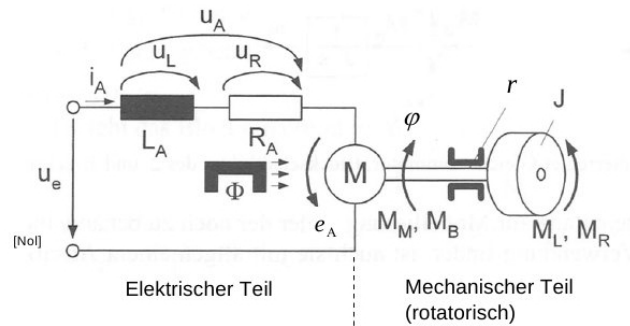 u_A
u_L
u_R
i_A
L_A
R_A
r
J
φ
u_e
Φ
M
e_A
[Nol]
M_M, M_B
M_L, M_R
Elektrischer Teil
Mechanischer Teil
(rotatorisch)